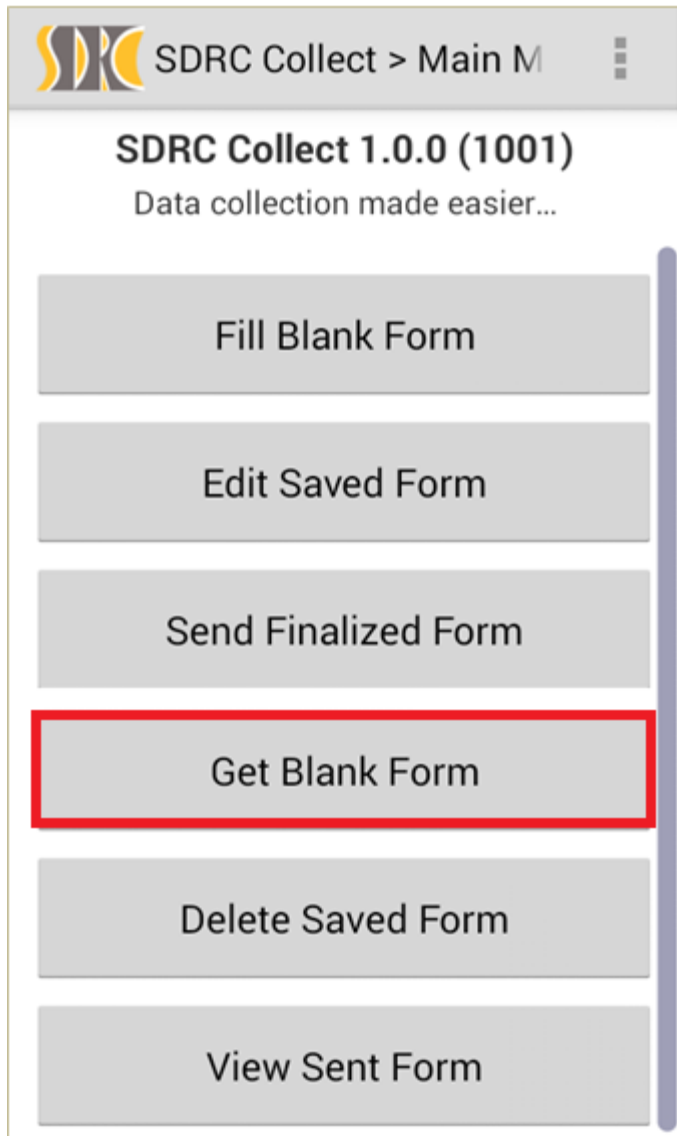 SDRC SDRC Collect > Main M
SDRC Collect 1.0.0 (1001)
Data collection made easier...
Fill Blank Form
Edit Saved Form
Send Finalized Form
Get Blank Form
Delete Saved Form
View Sent Form